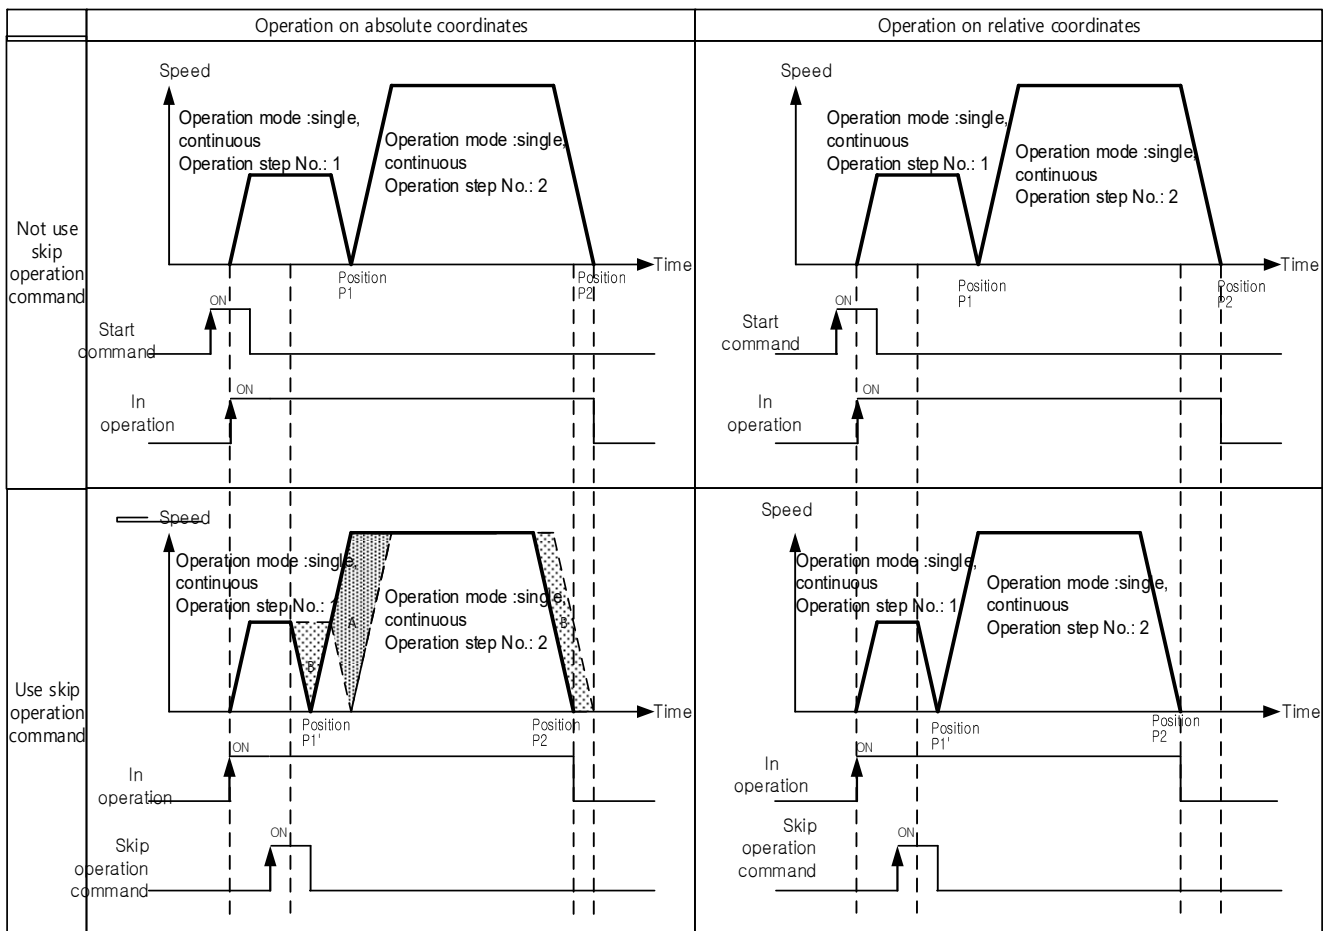 Operation on absolute coordinates
Operation on relative coordinates
Not use
skip
operation
command
Speed
Operation mode :single,
continuous
Operation step No.: 1
Operation mode :single,
continuous
Operation step No.: 2
Time
Position
P1
Position
P2
ON
Start
command
ON
In
operation
Speed
Operation mode :single,
continuous
Operation step No.: 1
Operation mode :single,
continuous
Operation step No.: 2
Time
Position
P1
Position
P2
ON
Start
command
ON
In
operation
Use skip
operation
command
Speed
Operation mode :single,
continuous
Operation step No.: 1
Operation mode :single,
continuous
Operation step No.: 2
A
B
B
Time
Position
P1'
Position
P2
ON
In
operation
ON
Skip
operation
command
Speed
Operation mode :single,
continuous
Operation step No.: 1
Operation mode :single,
continuous
Operation step No.: 2
Time
Position
P1'
Position
P2
ON
In
operation
ON
Skip
operation
command